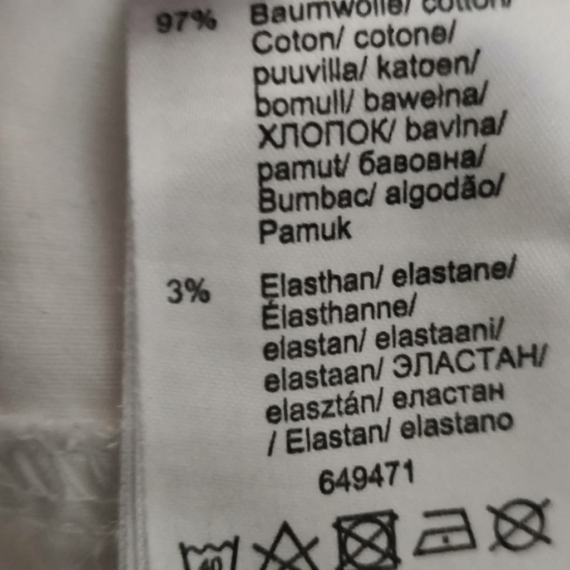 97% Baumwolle/ cotton/
Coton/ cotone/
puuvilla/ katoen/
bomull/ bawełna/
ХЛОПОК/ bavlna/
pamut/ бавовна/
Bumbac/ algodão/
Pamuk
3% Elasthan/ elastane/
Élasthanne/
elastan/ elastaani/
elastaan/ ЭЛАСТАН/
elasztán/ еластан
/ Elastan/ elastano
649471
40